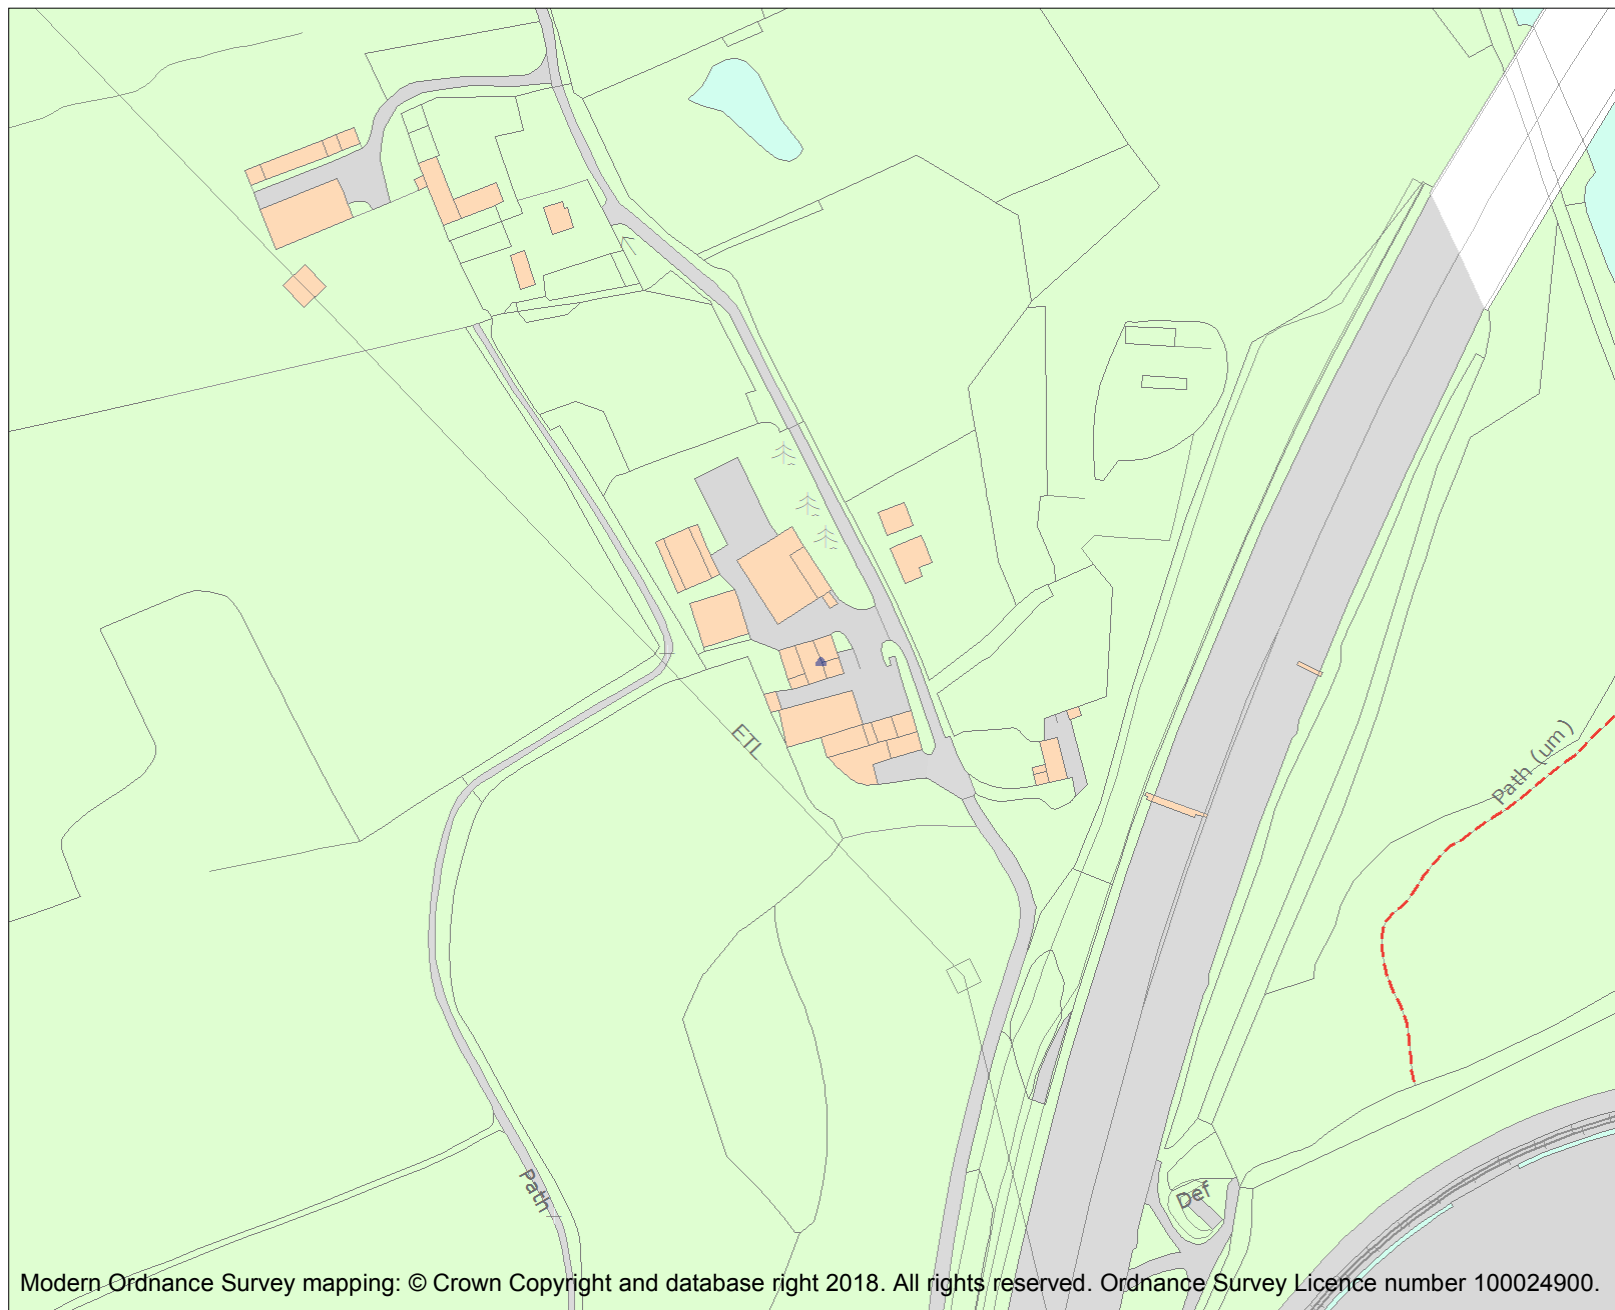 ETL
Path (um)
Path
Def
Modern Ordnance Survey mapping: © Crown Copyright and database right 2018. All rights reserved. Ordnance Survey Licence number 100024900.